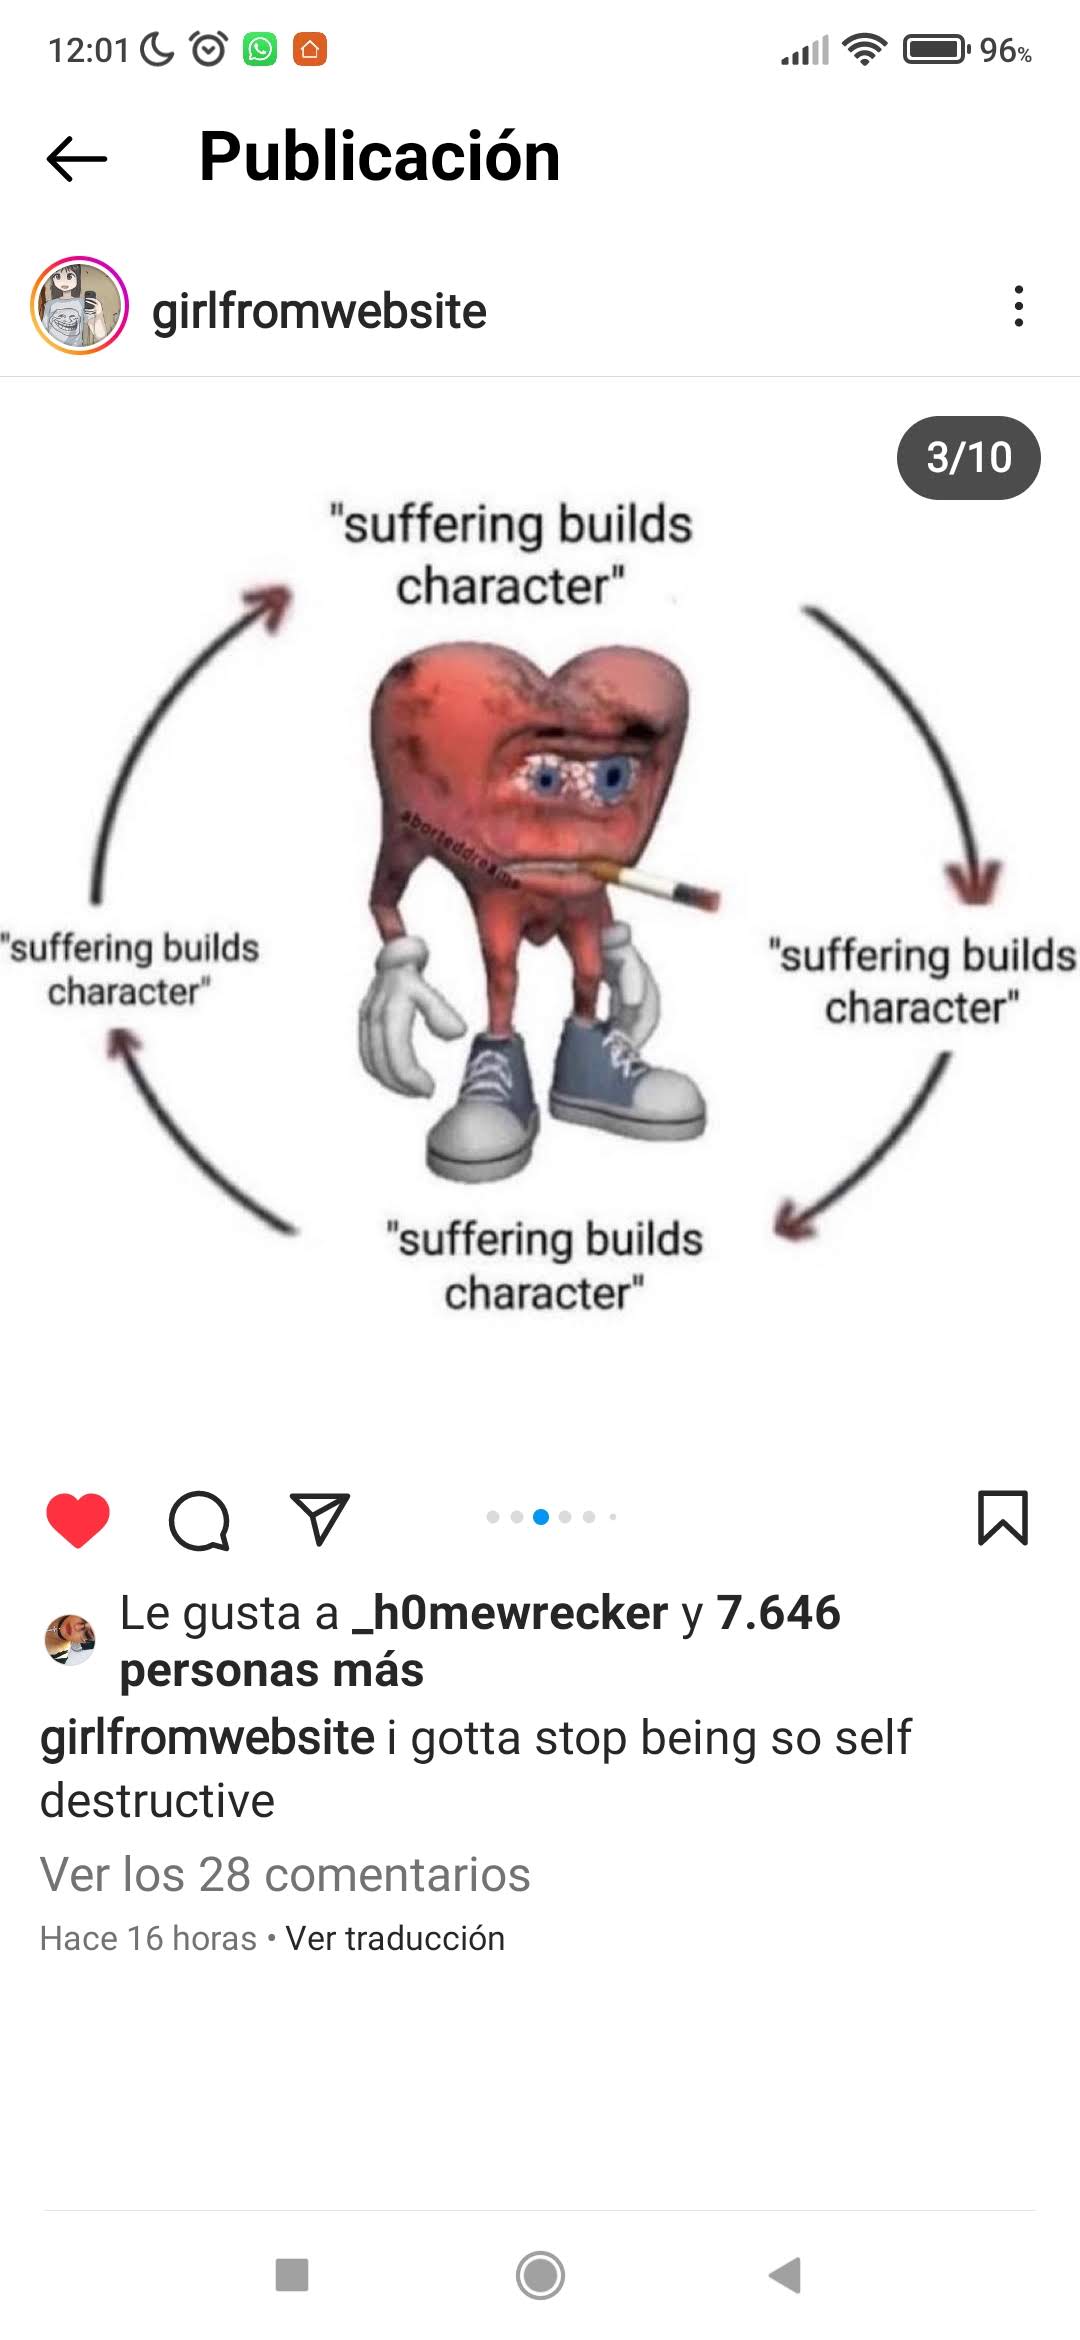 12:01 96%
Publicación
girlfromwebsite
3/10
"suffering builds
character"
"suffering builds
character"
"suffering builds
character"
aborteddreams
"suffering builds
character"
Le gusta a _h0mewrecker y 7.646
personas más
girlfromwebsite i gotta stop being so self
destructive
Ver los 28 comentarios
Hace 16 horas • Ver traducción